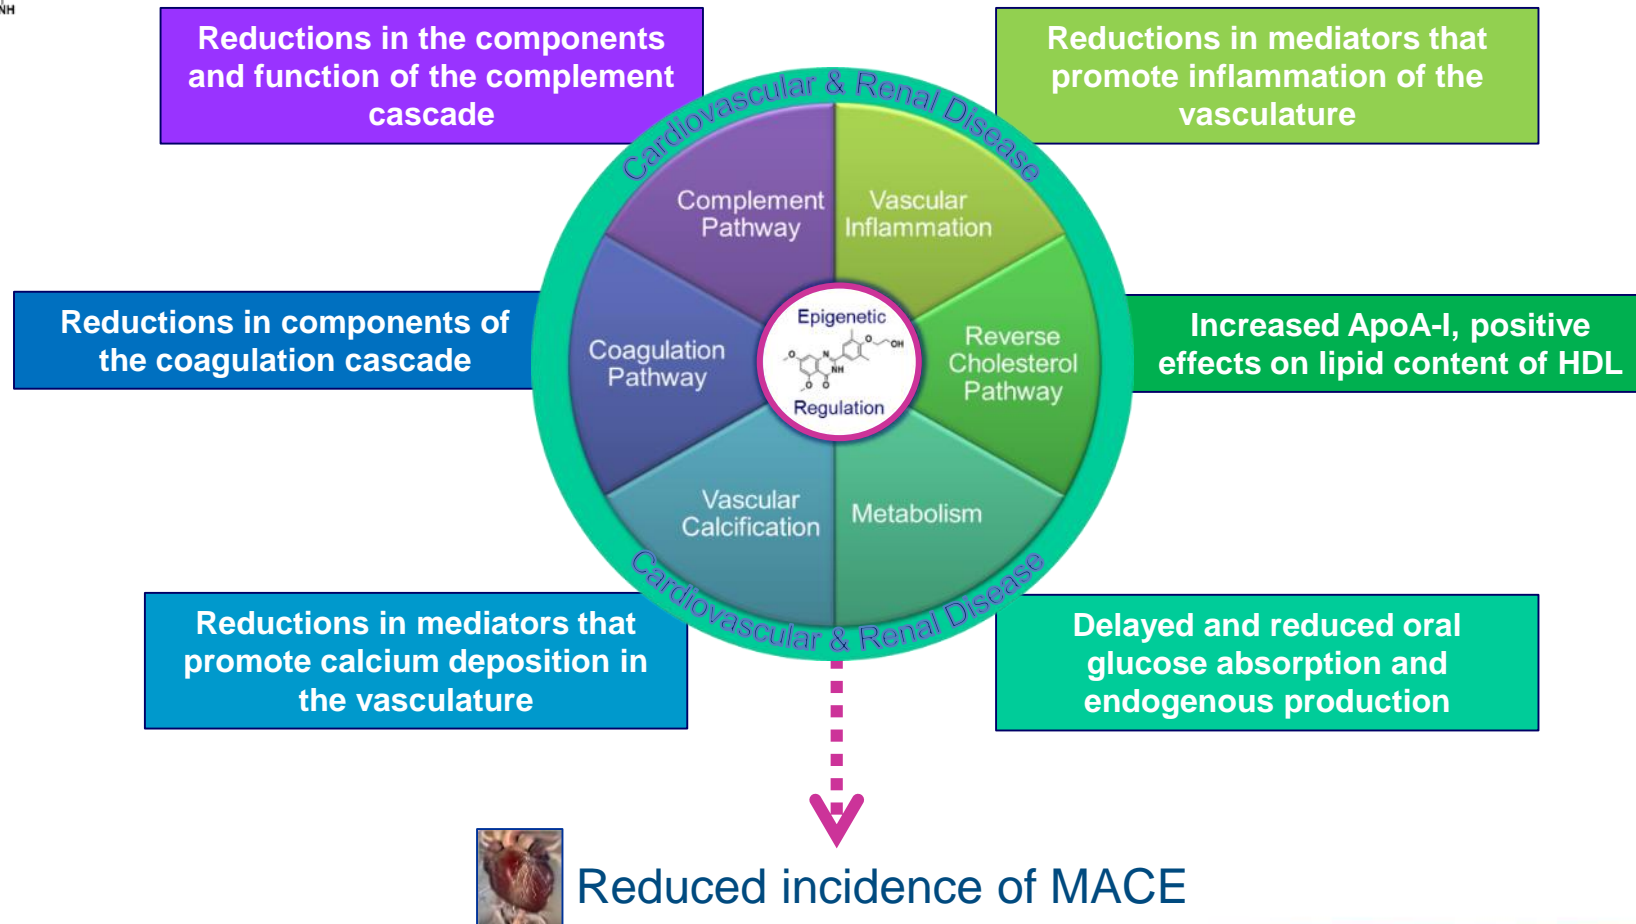 NH
Reductions in the components
and function of the complement
cascade
Reductions in mediators that
promote inflammation of the
vasculature
Cardiovascular & Renal Disease
Complement
Pathway
Vascular
Inflammation
Reductions in components of
the coagulation cascade
Coagulation
Pathway
Epigenetic
O
OH
O
N
NH
O
O
Regulation
Reverse
Cholesterol
Pathway
Increased ApoA-I, positive
effects on lipid content of HDL
Vascular
Calcification
Metabolism
Cardiovascular & Renal Disease
Reductions in mediators that
promote calcium deposition in
the vasculature
Delayed and reduced oral
glucose absorption and
endogenous production
Reduced incidence of MACE